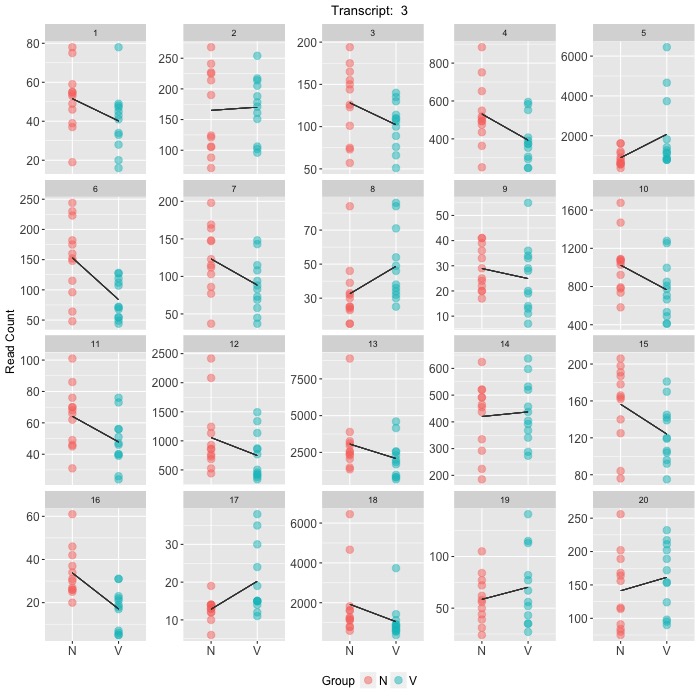 Transcript: 3
1 2 3 4 5
80 60 40 20
250 200 150 100
200 150 100 50
800 600 400
6000 4000 2000
6 7 8 9 10
250 200 150 100 50
200 150 100 50
70 50 30
50 40 30 20 10
1600 1200 800 400
Read Count
11 12 13 14 15
100 80 60 40
2500 2000 1500 1000 500
7500 5000 2500
600 500 400 300 200
200 160 120 80
16 17 18 19 20
60 40 20
30 20 10
6000 4000 2000
100 50
250 200 150 100
N V N V N V N V N V
Group N V